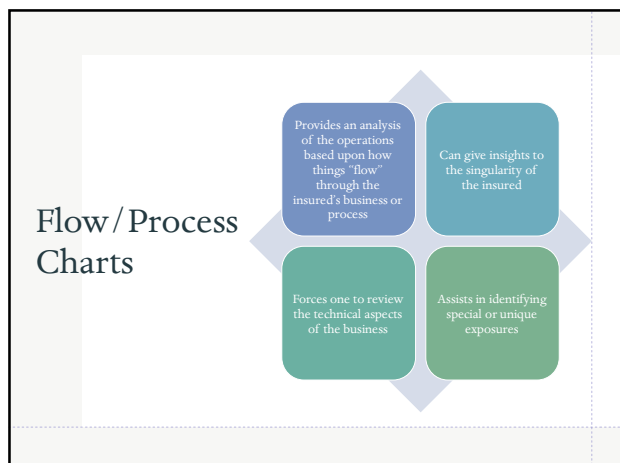 Flow/Process
Charts
Provides an analysis
of the operations
based upon how
things "flow"
through the
insured's business or
process
Can give insights to
the singularity of
the insured
Forces one to review
the technical aspects
of the business
Assists in identifying
special or unique
exposures